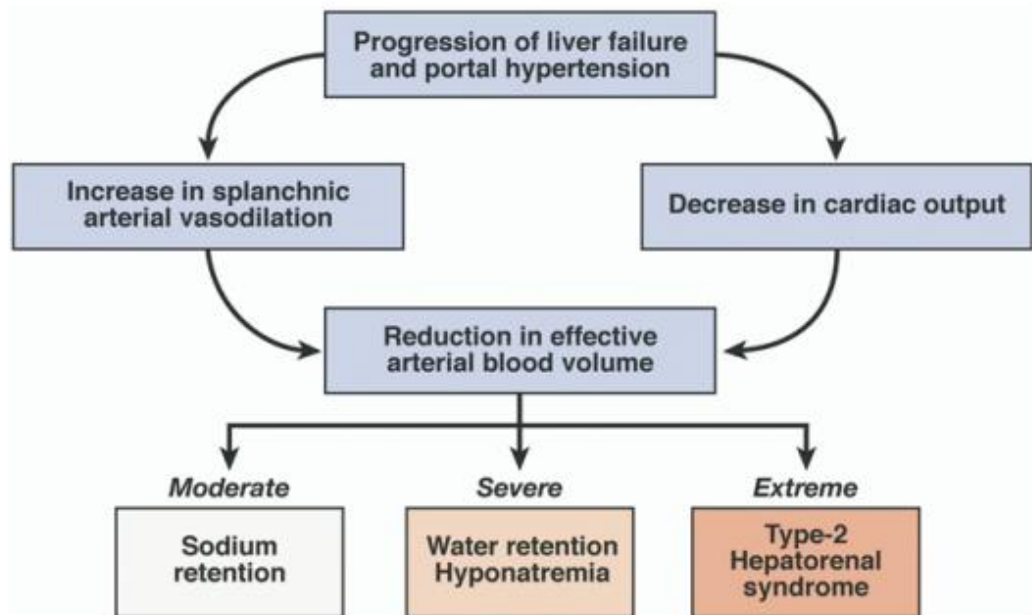 Progression of liver failure
and portal hypertension
Increase in splanchnic
arterial vasodilation
Decrease in cardiac output
Reduction in effective
arterial blood volume
Moderate
Severe
Extreme
Sodium
retention
Water retention
Hyponatremia
Type-2
Hepatorenal
syndrome